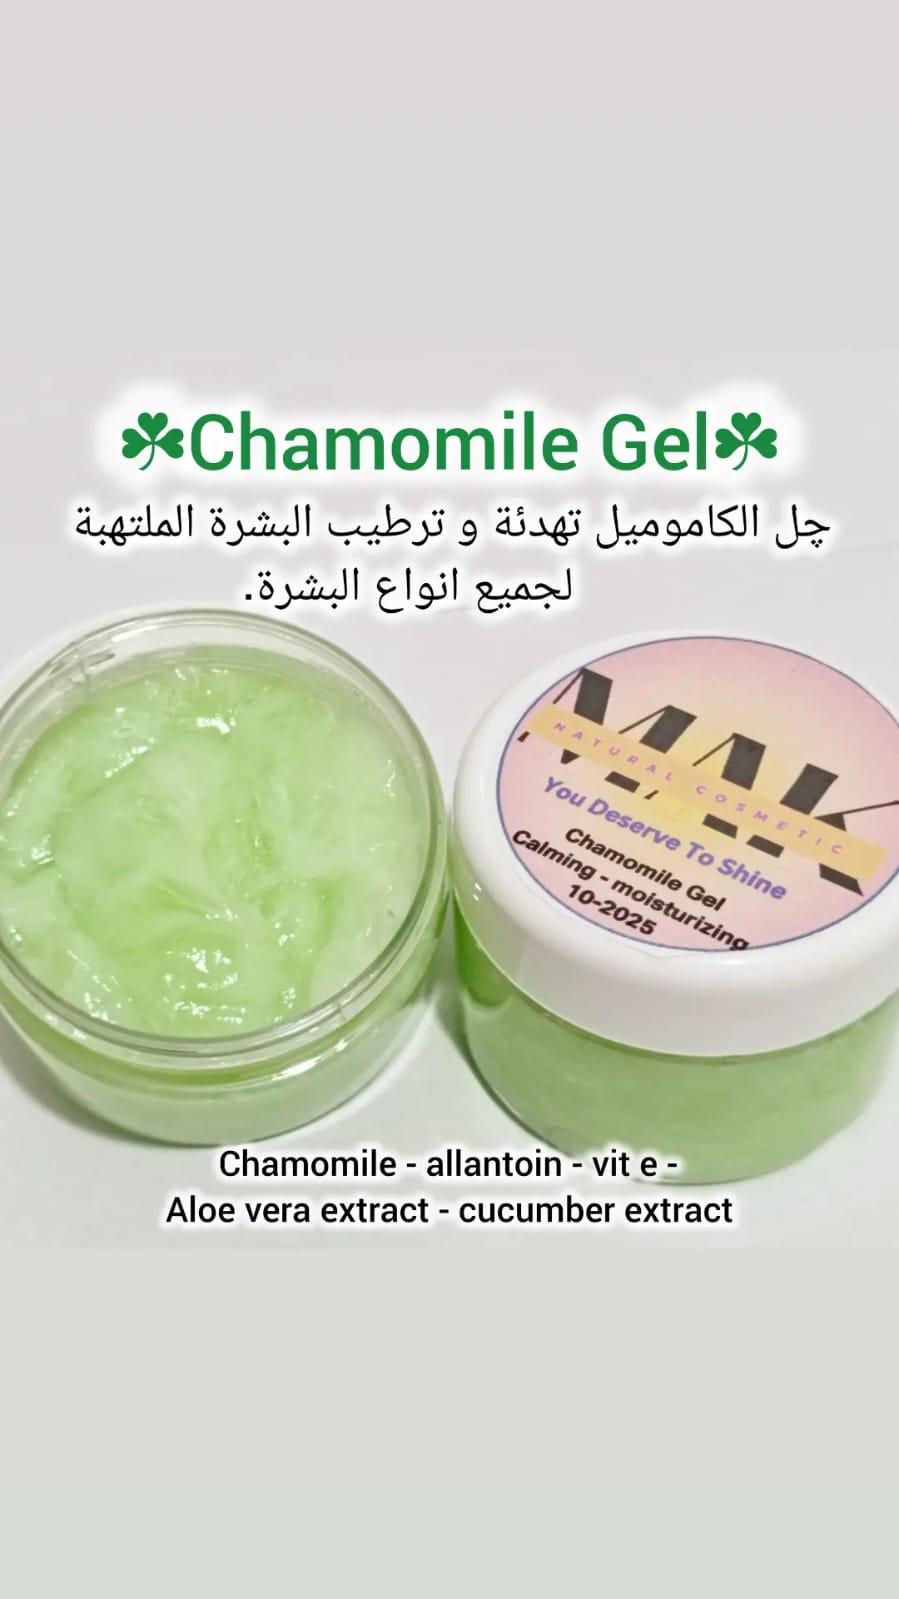 ☘Chamomile Gel☘
چل الكاموميل تهدئة و ترطيب البشرة الملتهبة
لجميع انواع البشرة.
MAK
NATURAL COSMETIC
You Deserve To Shine
Chamomile Gel
Calming - moisturizing
10-2025
Chamomile - allantoin - vit e -
Aloe vera extract - cucumber extract